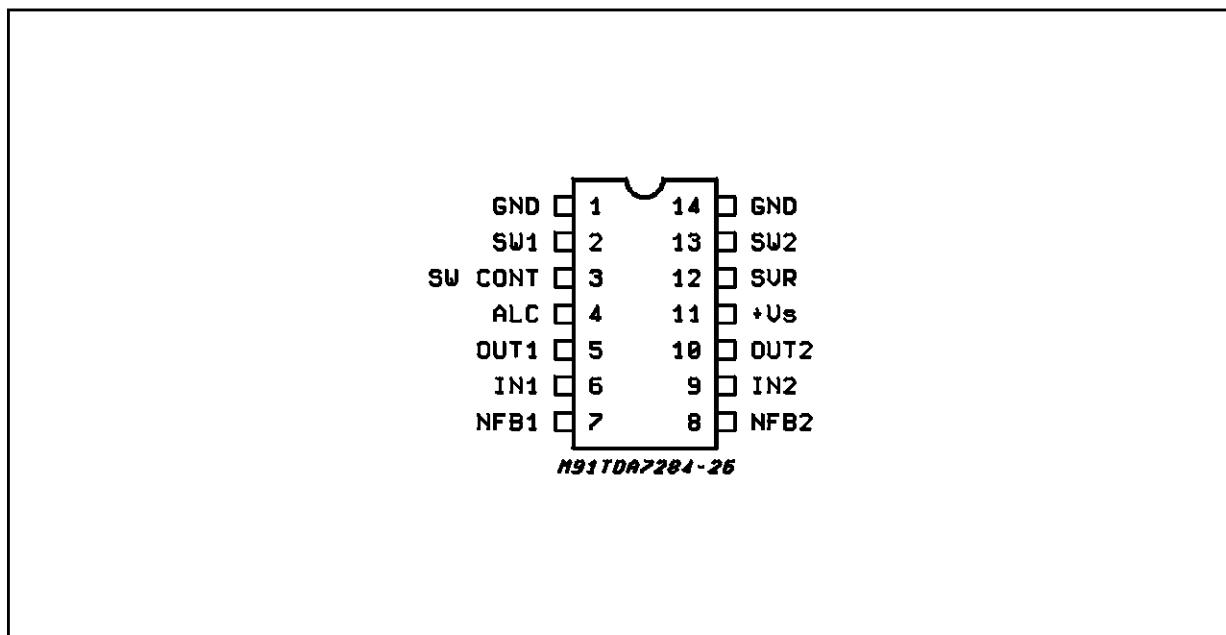 GND 1 14 GND
SW1 2 13 SW2
SW CONT 3 12 SVR
ALC 4 11 +Vs
OUT1 5 10 OUT2
IN1 6 9 IN2
NFB1 7 8 NFB2
M91TDA7284-26